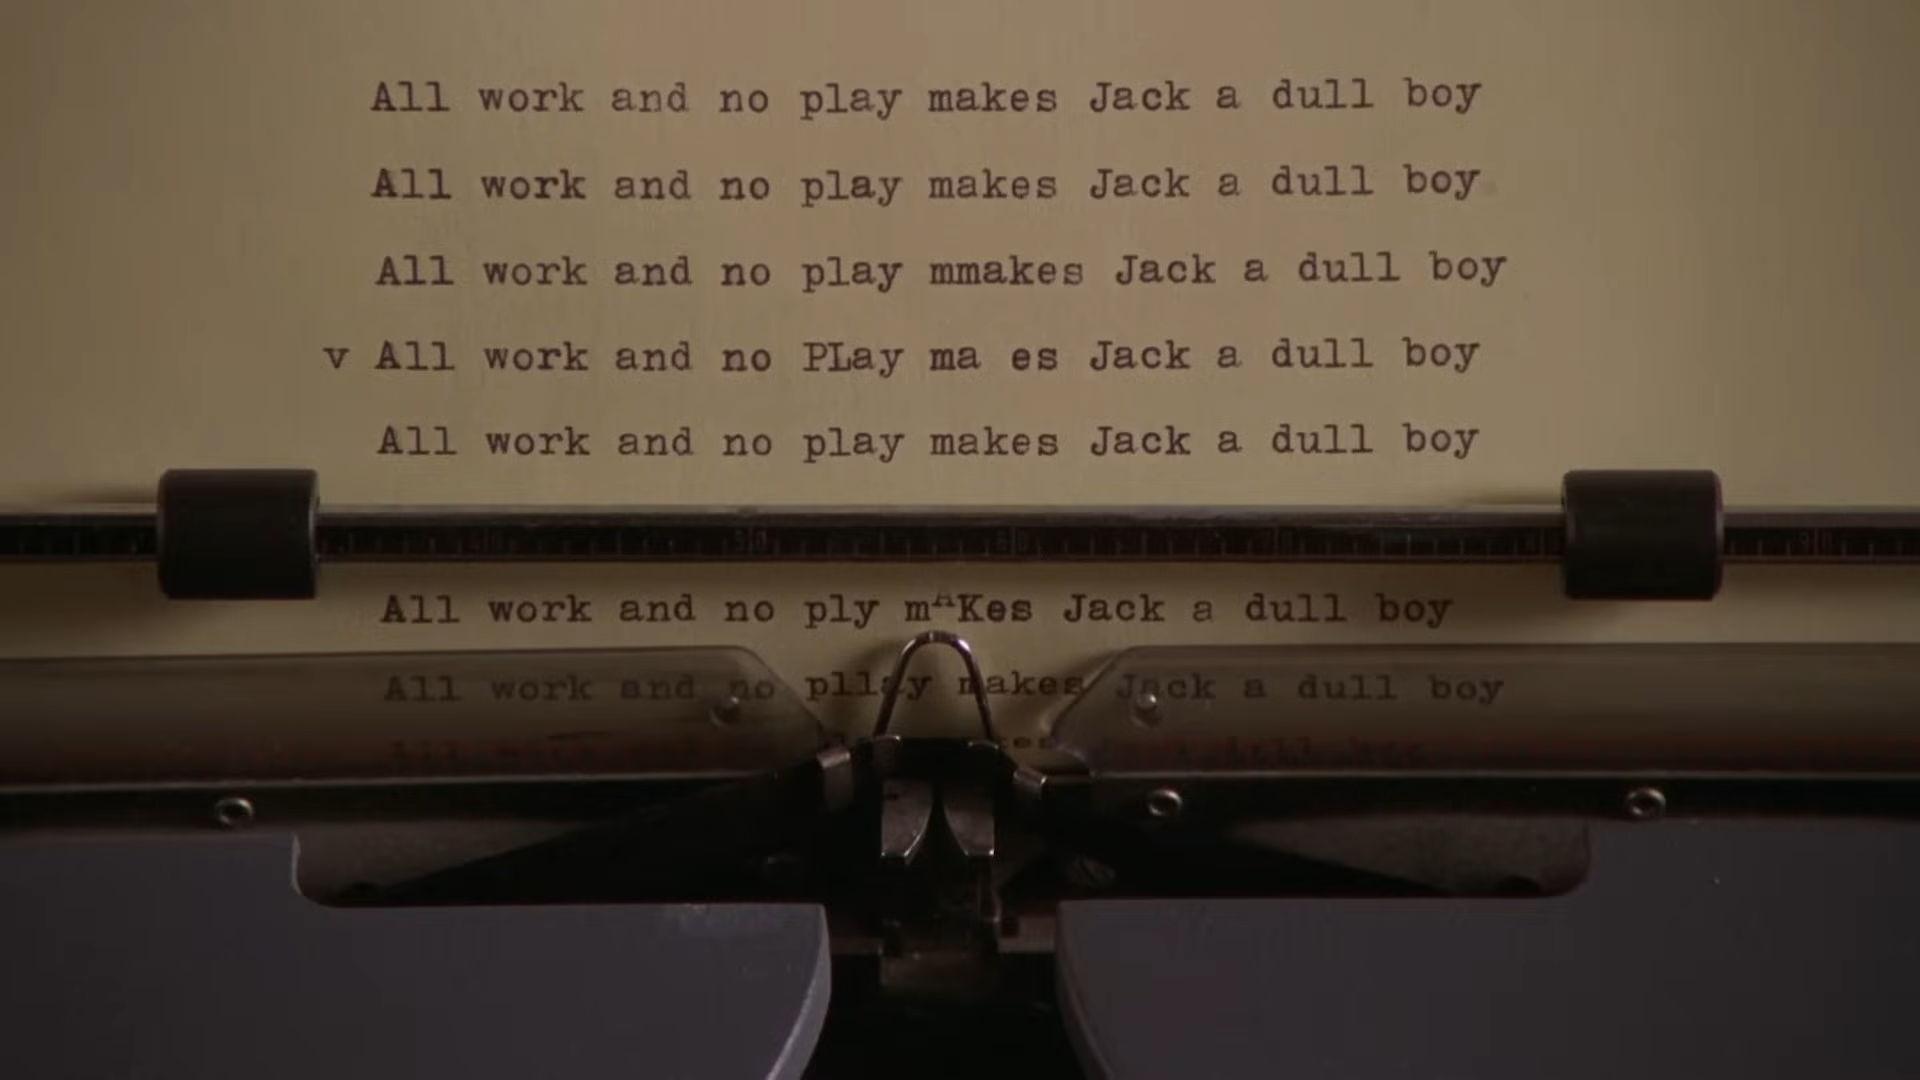 All work and no play makes Jack a dull boy
All work and no play makes Jack a dull boy
All work and no play mmakes Jack a dull boy
v All work and no PLay ma es Jack a dull boy
All work and no play makes Jack a dull boy
All work and no ply mAKes Jack a dull boy
All work and no pllay makes Jack a dull boy